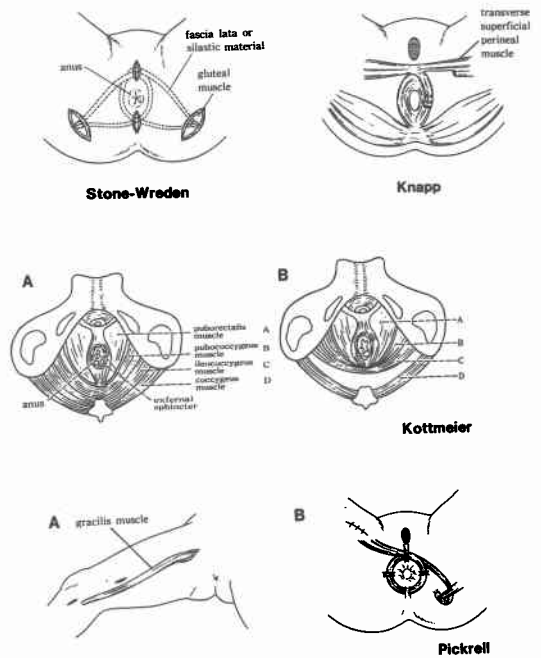 fascia lata or
silastic material
anus
gluteal
muscle
Stone-Wreden
transverse
superficial
perineal
muscle
Knapp
A
puborectalis A
muscle
pubococcygeus B
muscle
ileococcygeus C
muscle
coccygeus D
muscle
anus
external
sphincter
B
A
B
C
D
Kottmeier
A
gracilis muscle
B
Pickrell